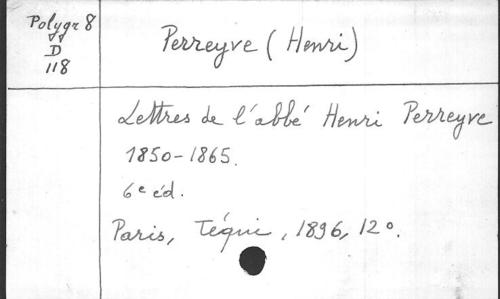 Polygr 8
D
118
Perreyve (Henri)
Lettres de l'abbé Henri Perreyve
1850-1865.
6e éd.
Paris, Téqui, 1896, 12°.